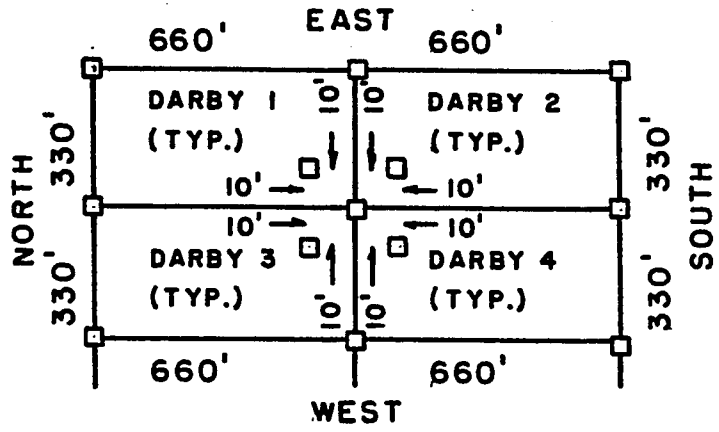 EAST
660' 660'
DARBY 1 10' 10' DARBY 2
(TYP.) (TYP.)
330' 330'
NORTH SOUTH
10' 10'
10' 10'
DARBY 3 DARBY 4
(TYP.) (TYP.)
330' 330'
10' 10'
660' 660'
WEST